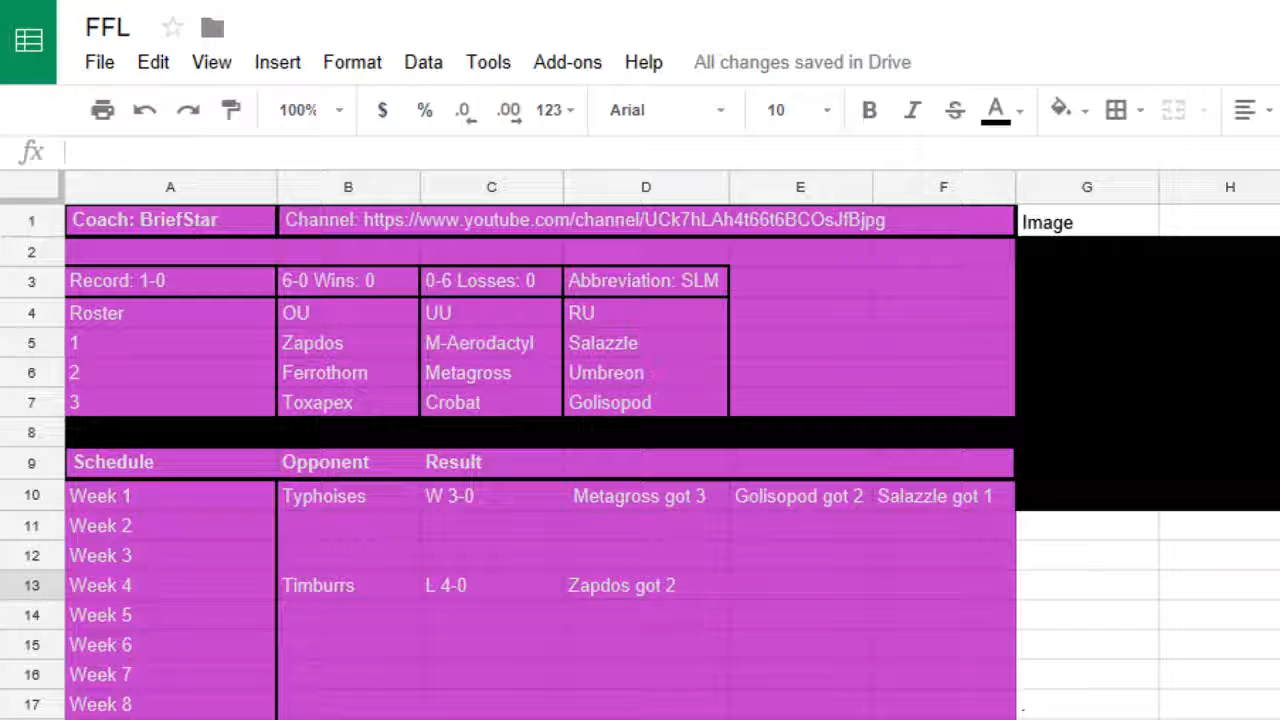 FFL
File Edit View Insert Format Data Tools Add-ons Help All changes saved in Drive
100% $ % .0 .00 123 Arial 10 B I S A
fx
A B C D E F G H
1 Coach: BriefStar Channel: https://www.youtube.com/channel/UCk7hLAh4t66t6BCOsJfBjpg Image
2
3 Record: 1-0 6-0 Wins: 0 0-6 Losses: 0 Abbreviation: SLM
4 Roster OU UU RU
5 1 Zapdos M-Aerodactyl Salazzle
6 2 Ferrothorn Metagross Umbreon
7 3 Toxapex Crobat Golisopod
8
9 Schedule Opponent Result
10 Week 1 Typhoises W 3-0 Metagross got 3 Golisopod got 2 Salazzle got 1
11 Week 2
12 Week 3
13 Week 4 Timburrs L 4-0 Zapdos got 2
14 Week 5
15 Week 6
16 Week 7
17 Week 8 .